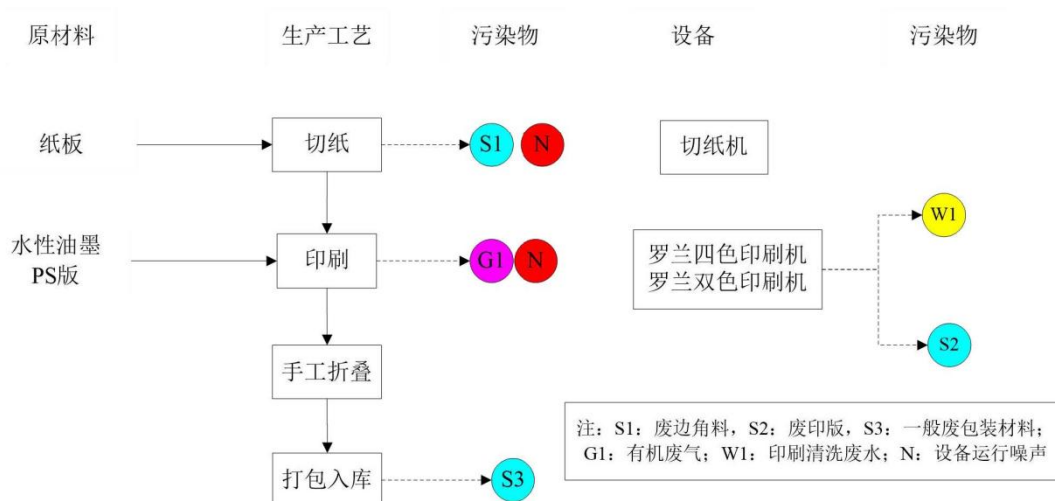 原材料 生产工艺 污染物 设备 污染物
纸板 切纸 S1 N 切纸机
W1
水性油墨
PS版
印刷 G1 N
罗兰四色印刷机
罗兰双色印刷机
手工折叠 S2
注：S1：废边角料，S2：废印版，S3：一般废包装材料；
G1：有机废气；W1：印刷清洗废水；N：设备运行噪声
打包入库 S3